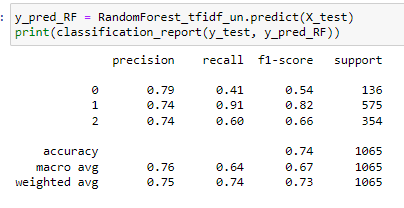 : y_pred_RF = RandomForest_tfidf_un.predict(X_test)
print(classification_report(y_test, y_pred_RF))
precision recall f1-score support
0 0.79 0.41 0.54 136
1 0.74 0.91 0.82 575
2 0.74 0.60 0.66 354
accuracy 0.74 1065
macro avg 0.76 0.64 0.67 1065
weighted avg 0.75 0.74 0.73 1065